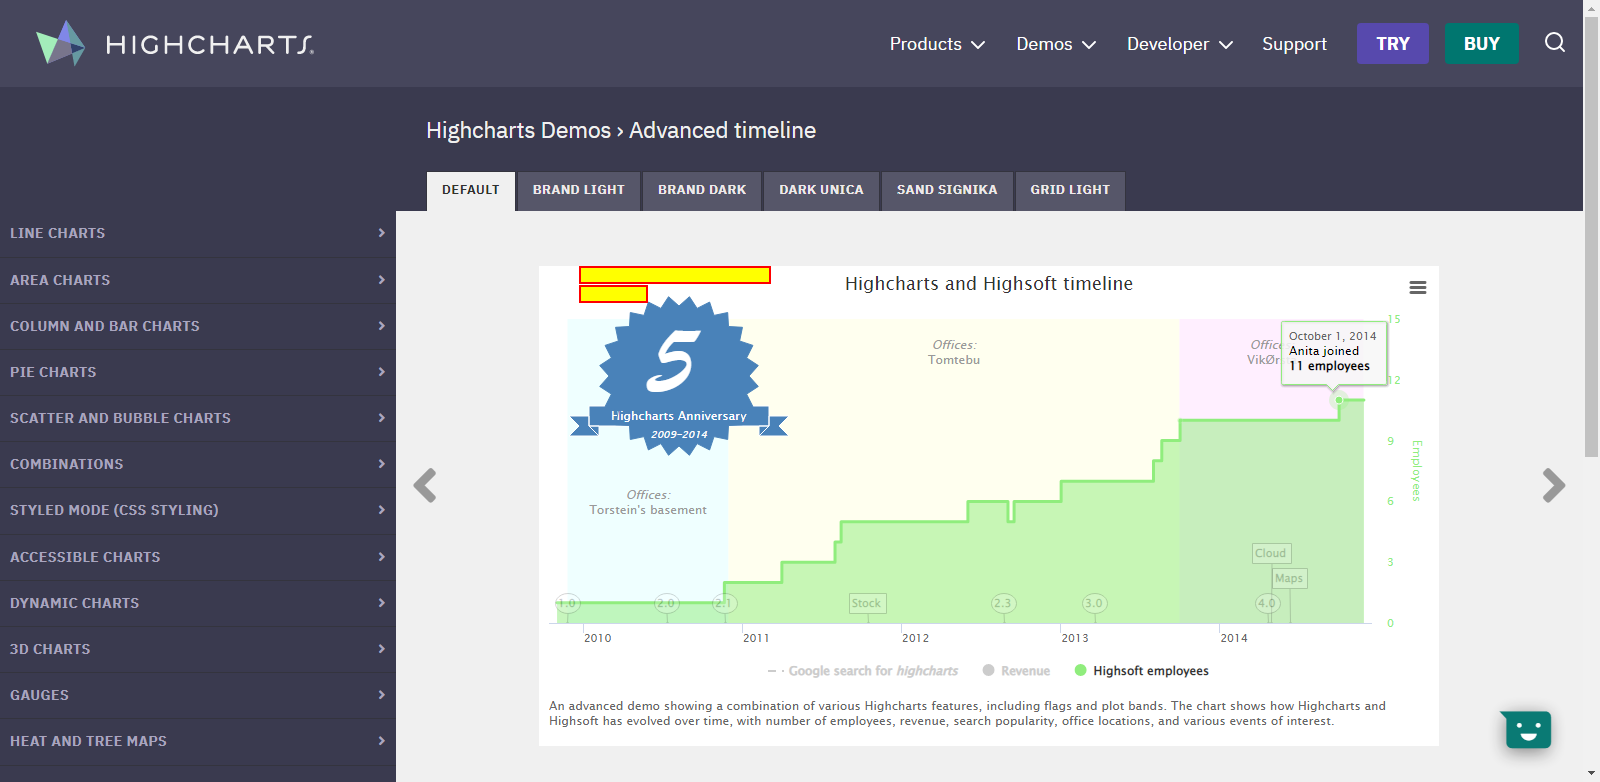 HIGHCHARTS.
Products
Demos
Developer
Support
TRY
BUY
Highcharts Demos › Advanced timeline
DEFAULT
BRAND LIGHT
BRAND DARK
DARK UNICA
SAND SIGNIKA
GRID LIGHT
LINE CHARTS
AREA CHARTS
COLUMN AND BAR CHARTS
PIE CHARTS
SCATTER AND BUBBLE CHARTS
COMBINATIONS
STYLED MODE (CSS STYLING)
ACCESSIBLE CHARTS
DYNAMIC CHARTS
3D CHARTS
GAUGES
HEAT AND TREE MAPS
Highcharts and Highsoft timeline
5
Highcharts Anniversary
2009-2014
Offices:
Torstein's basement
Offices:
Tomtebu
October 1, 2014
Anita joined
11 employees
15
12
9
6
3
0
Employees
Cloud
Maps
1.0
2.0
2.1
Stock
2.3
3.0
4.0
2010
2011
2012
2013
2014
Google search for highcharts
Revenue
Highsoft employees
An advanced demo showing a combination of various Highcharts features, including flags and plot bands. The chart shows how Highcharts and
Highsoft has evolved over time, with number of employees, revenue, search popularity, office locations, and various events of interest.